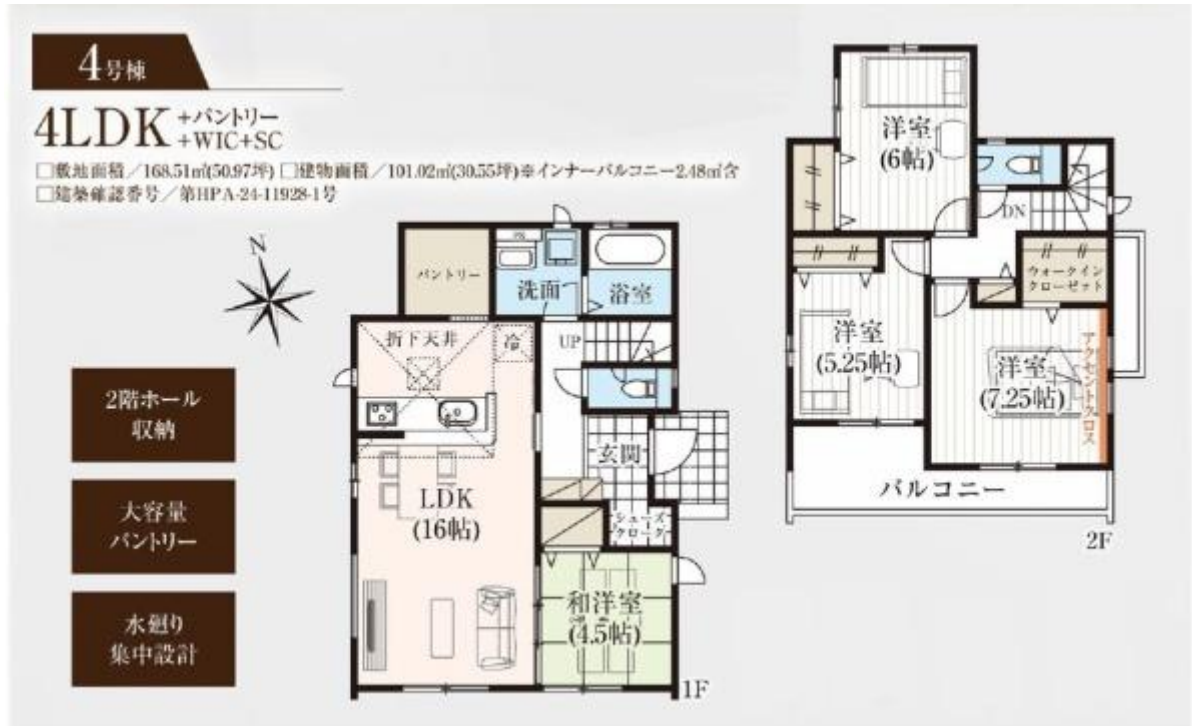 4号棟
4LDK +パントリー
+WIC+SC
□敷地面積／168.51㎡(50.97坪) □建物面積／101.02㎡(30.55坪)※インナーバルコニー2.48㎡含
□建築確認番号／第HPA-24-11928-1号
N
2階ホール
収納
大容量
パントリー
水廻り
集中設計
パントリー
洗面
浴室
折下天井
冷
UP
玄関
LDK
(16帖)
シューズ
クローク
和洋室
(4.5帖)
1F
洋室
(6帖)
DN
ウォークイン
クローゼット
洋室
(5.25帖)
洋室
(7.25帖)
アクセントクロス
バルコニー
2F